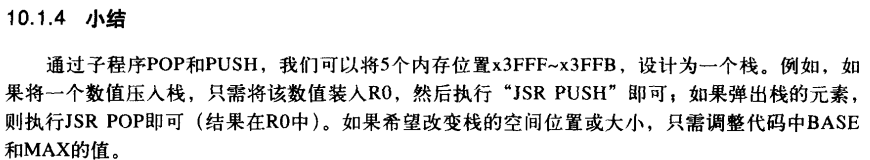 10.1.4 小结
通过子程序POP和PUSH，我们可以将5个内存位置x3FFF~x3FFB，设计为一个栈。例如，如
果将一个数值压入栈，只需将该数值装入R0，然后执行“JSR PUSH”即可；如果弹出栈的元素，
则执行JSR POP即可（结果在R0中）。如果希望改变栈的空间位置或大小，只需调整代码中BASE
和MAX的值。